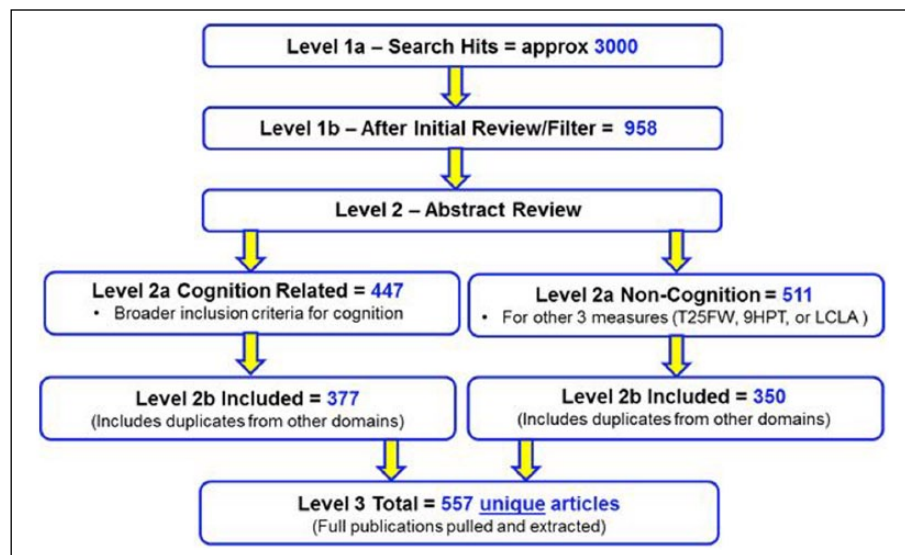 Level 1a – Search Hits = approx 3000
Level 1b – After Initial Review/Filter = 958
Level 2 – Abstract Review
Level 2a Cognition Related = 447
• Broader inclusion criteria for cognition
Level 2a Non-Cognition = 511
• For other 3 measures (T25FW, 9HPT, or LCLA )
Level 2b Included = 377
(Includes duplicates from other domains)
Level 2b Included = 350
(Includes duplicates from other domains)
Level 3 Total = 557 unique articles
(Full publications pulled and extracted)